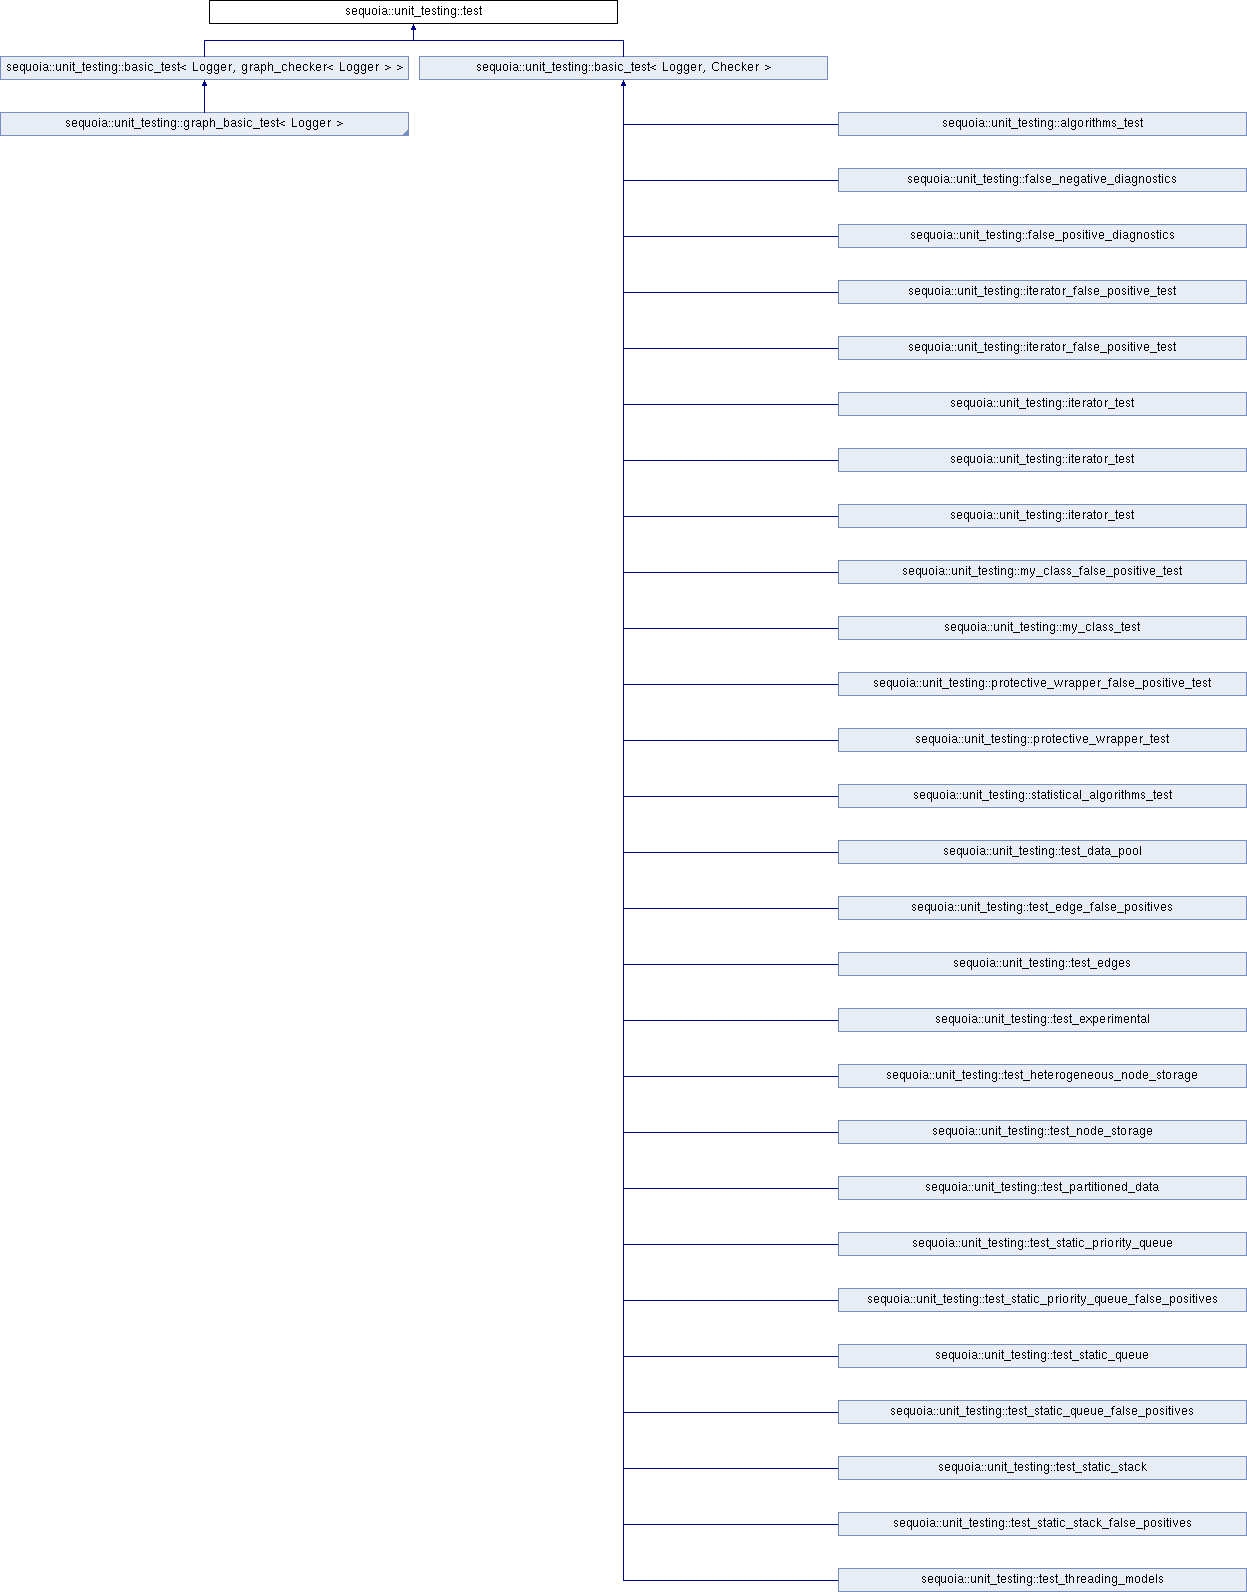 sequoia::unit_testing::test
sequoia::unit_testing::basic_test< Logger, graph_checker< Logger > >
sequoia::unit_testing::basic_test< Logger, Checker >
sequoia::unit_testing::graph_basic_test< Logger >
sequoia::unit_testing::algorithms_test
sequoia::unit_testing::false_negative_diagnostics
sequoia::unit_testing::false_positive_diagnostics
sequoia::unit_testing::iterator_false_positive_test
sequoia::unit_testing::iterator_false_positive_test
sequoia::unit_testing::iterator_test
sequoia::unit_testing::iterator_test
sequoia::unit_testing::iterator_test
sequoia::unit_testing::my_class_false_positive_test
sequoia::unit_testing::my_class_test
sequoia::unit_testing::protective_wrapper_false_positive_test
sequoia::unit_testing::protective_wrapper_test
sequoia::unit_testing::statistical_algorithms_test
sequoia::unit_testing::test_data_pool
sequoia::unit_testing::test_edge_false_positives
sequoia::unit_testing::test_edges
sequoia::unit_testing::test_experimental
sequoia::unit_testing::test_heterogeneous_node_storage
sequoia::unit_testing::test_node_storage
sequoia::unit_testing::test_partitioned_data
sequoia::unit_testing::test_static_priority_queue
sequoia::unit_testing::test_static_priority_queue_false_positives
sequoia::unit_testing::test_static_queue
sequoia::unit_testing::test_static_queue_false_positives
sequoia::unit_testing::test_static_stack
sequoia::unit_testing::test_static_stack_false_positives
sequoia::unit_testing::test_threading_models